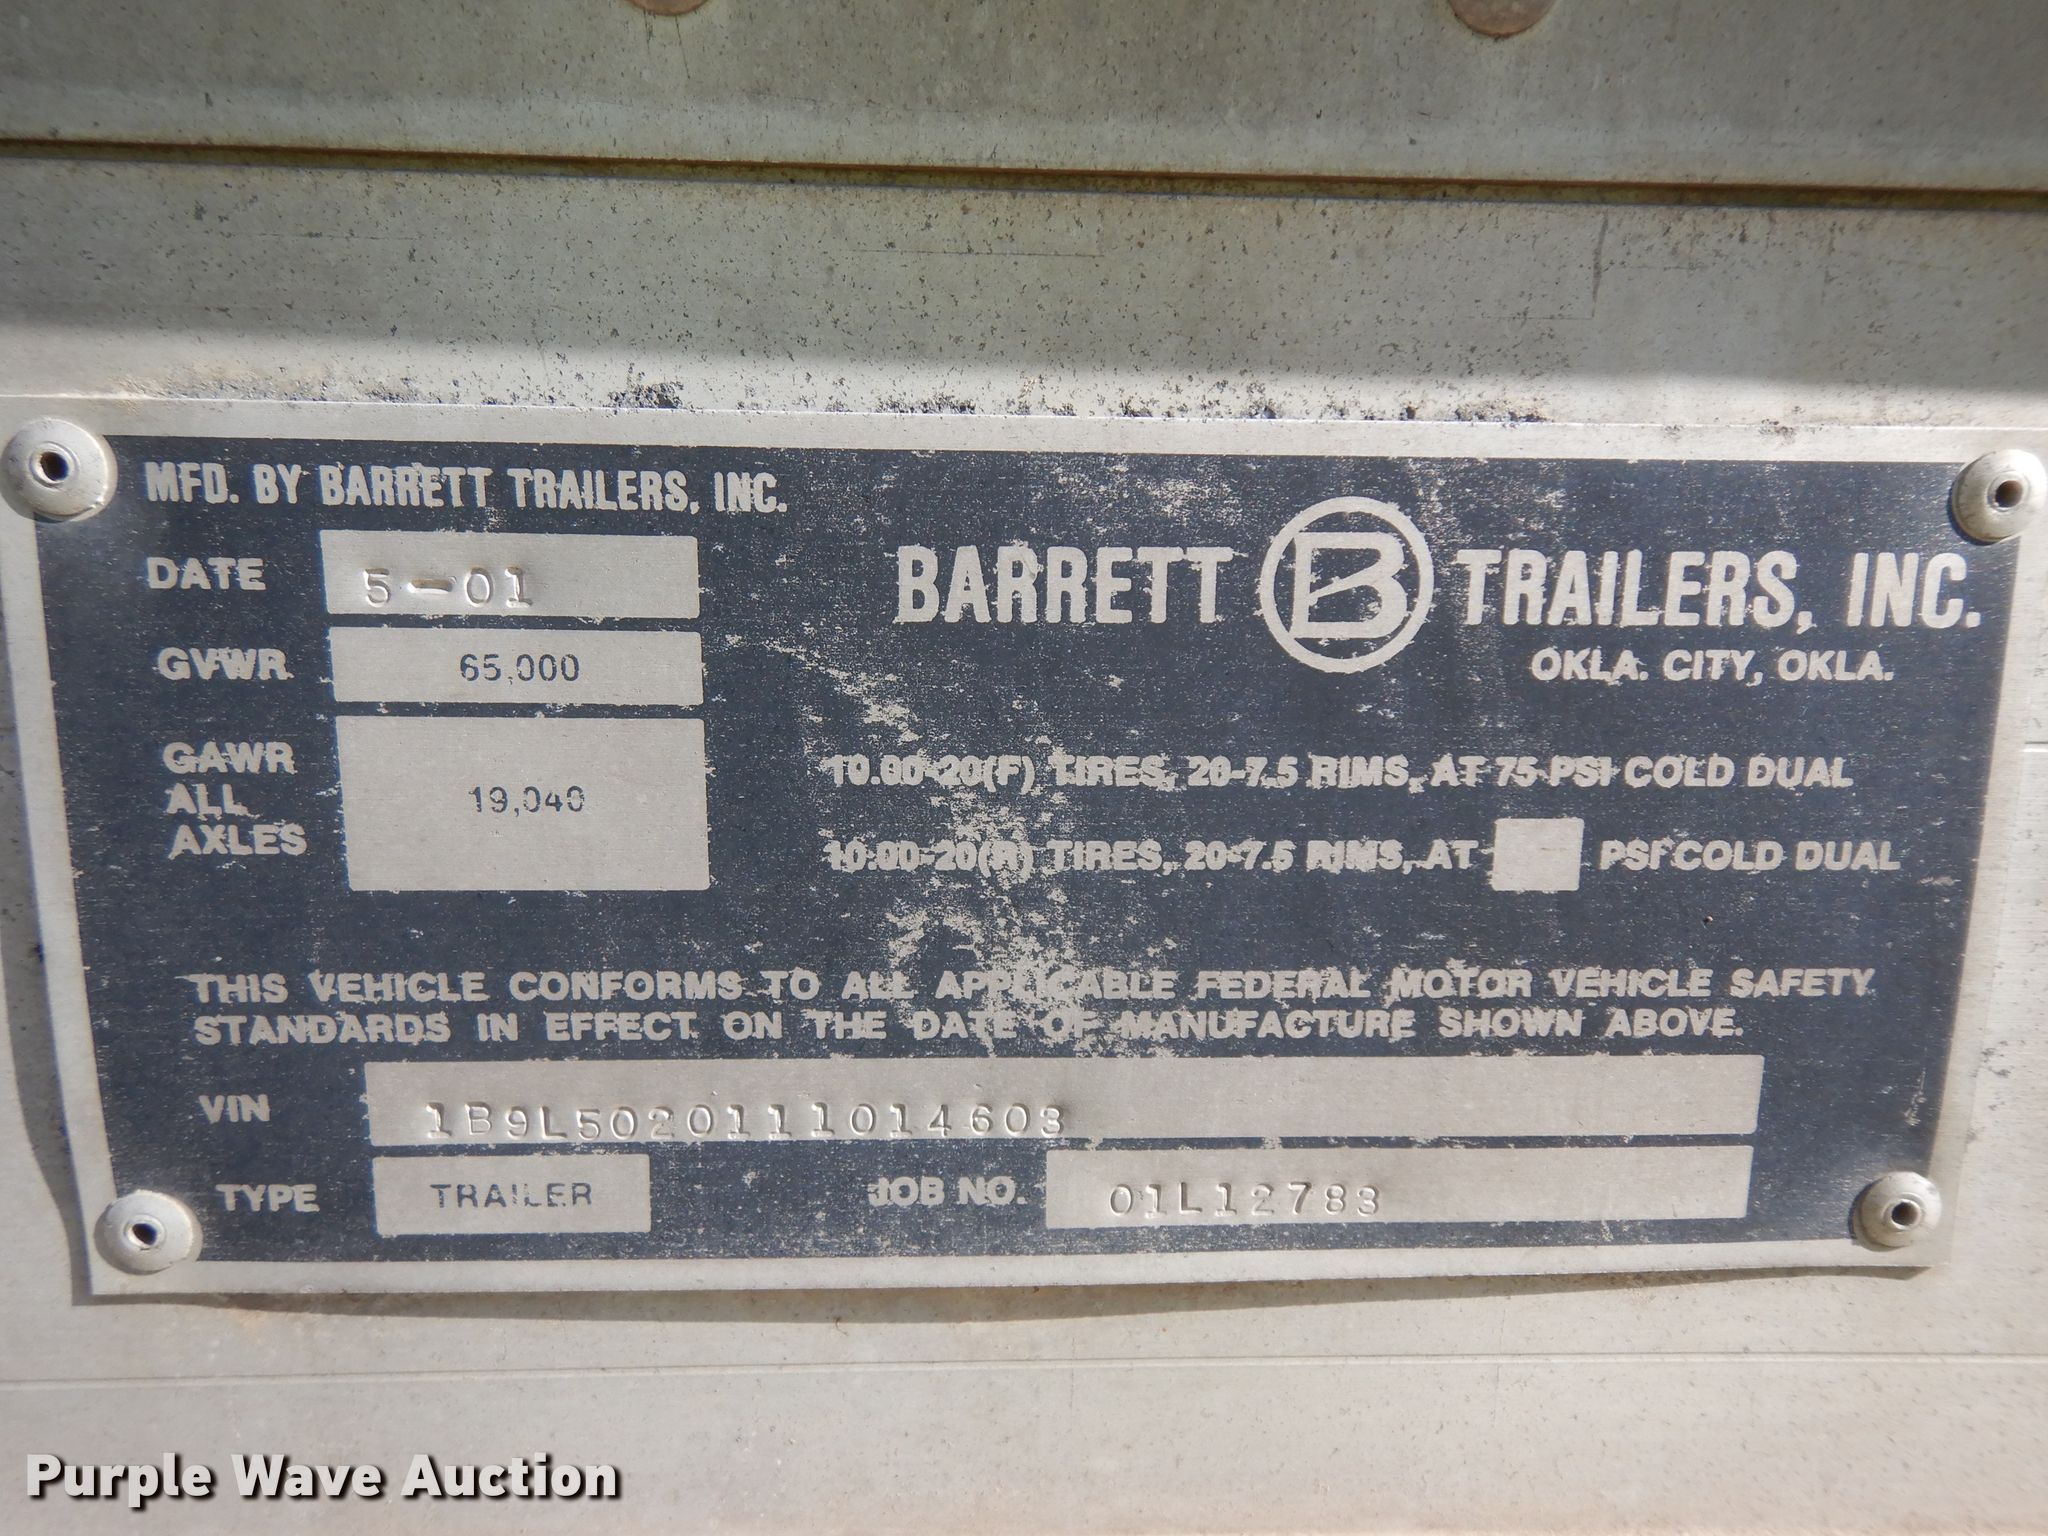 MFD. BY BARRETT TRAILERS, INC.
DATE 5-01
BARRETT B TRAILERS, INC.
OKLA. CITY, OKLA.
GVWR 65,000
GAWR
ALL
AXLES
19,040
10.00-20(F) TIRES, 20-7.5 RIMS, AT 75 PSI COLD DUAL
10.00-20(R) TIRES, 20-7.5 RIMS, AT PSI COLD DUAL
THIS VEHICLE CONFORMS TO ALL APPLICABLE FEDERAL MOTOR VEHICLE SAFETY
STANDARDS IN EFFECT ON THE DATE OF MANUFACTURE SHOWN ABOVE.
VIN 1B9L5020111014603
TYPE TRAILER JOB NO. 01L12783
Purple Wave Auction